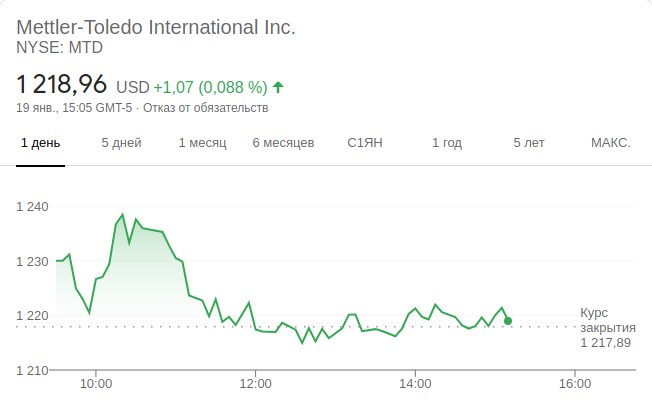 Mettler-Toledo International Inc.
NYSE: MTD
1 218,96 USD +1,07 (0,088 %)
19 янв., 15:05 GMT-5 · Отказ от обязательств
1 день 5 дней 1 месяц 6 месяцев С1ЯН 1 год 5 лет МАКС.
1 240
1 230
1 220
1 210
Курс
закрытия
1 217,89
10:00 12:00 14:00 16:00